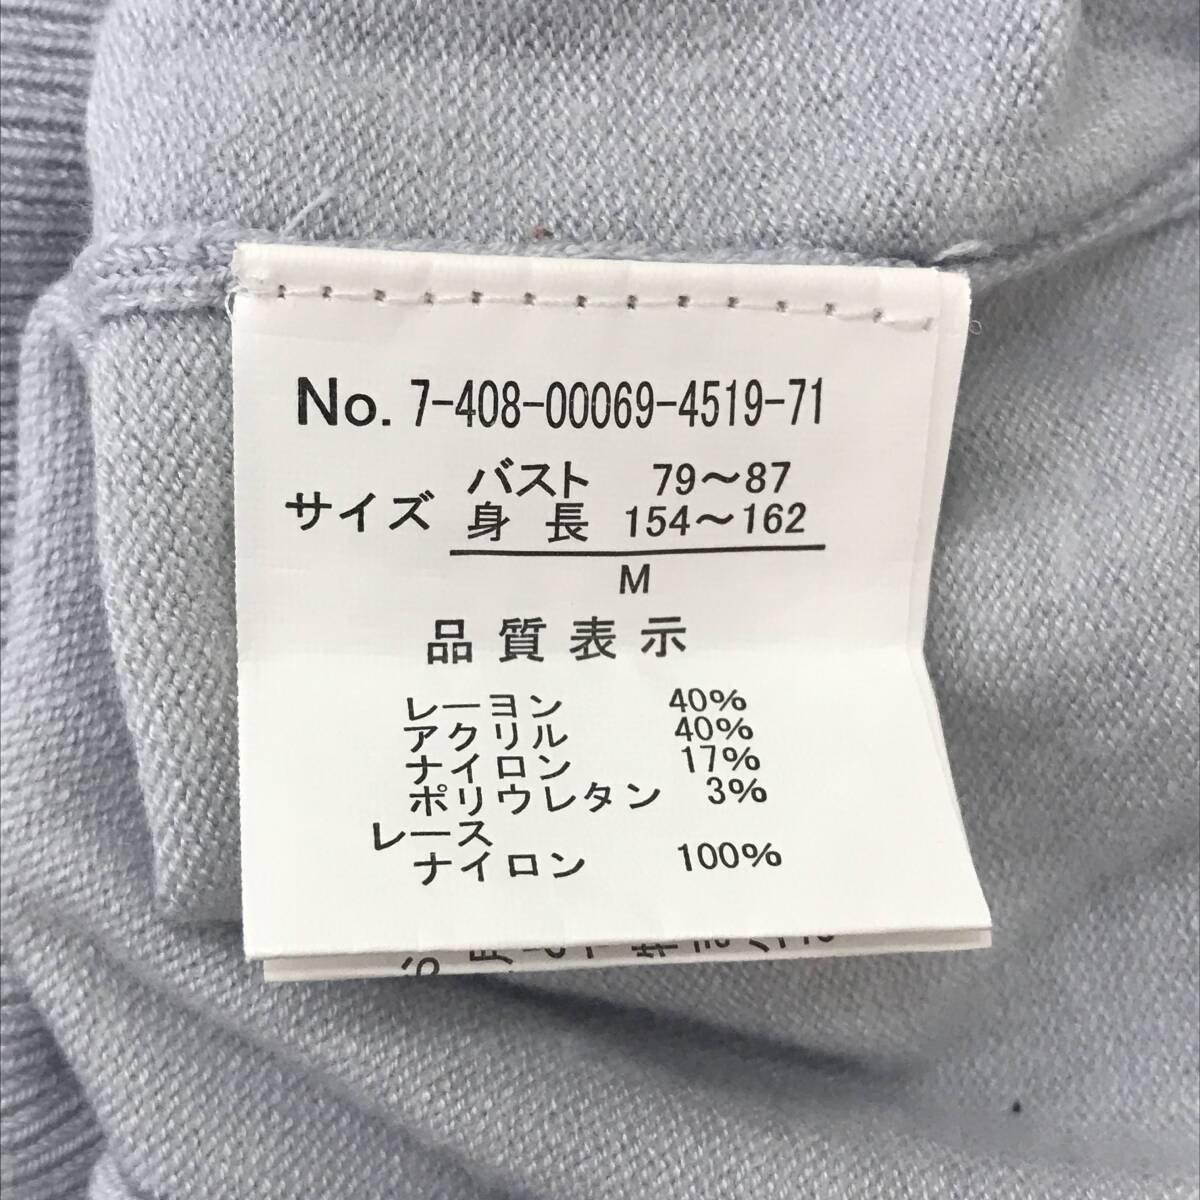 No. 7-408-00069-4519-71
サイズ バスト 79～87
身長 154～162
M
品質表示
レーヨン 40%
アクリル 40%
ナイロン 17%
ポリウレタン 3%
レース
ナイロン 100%